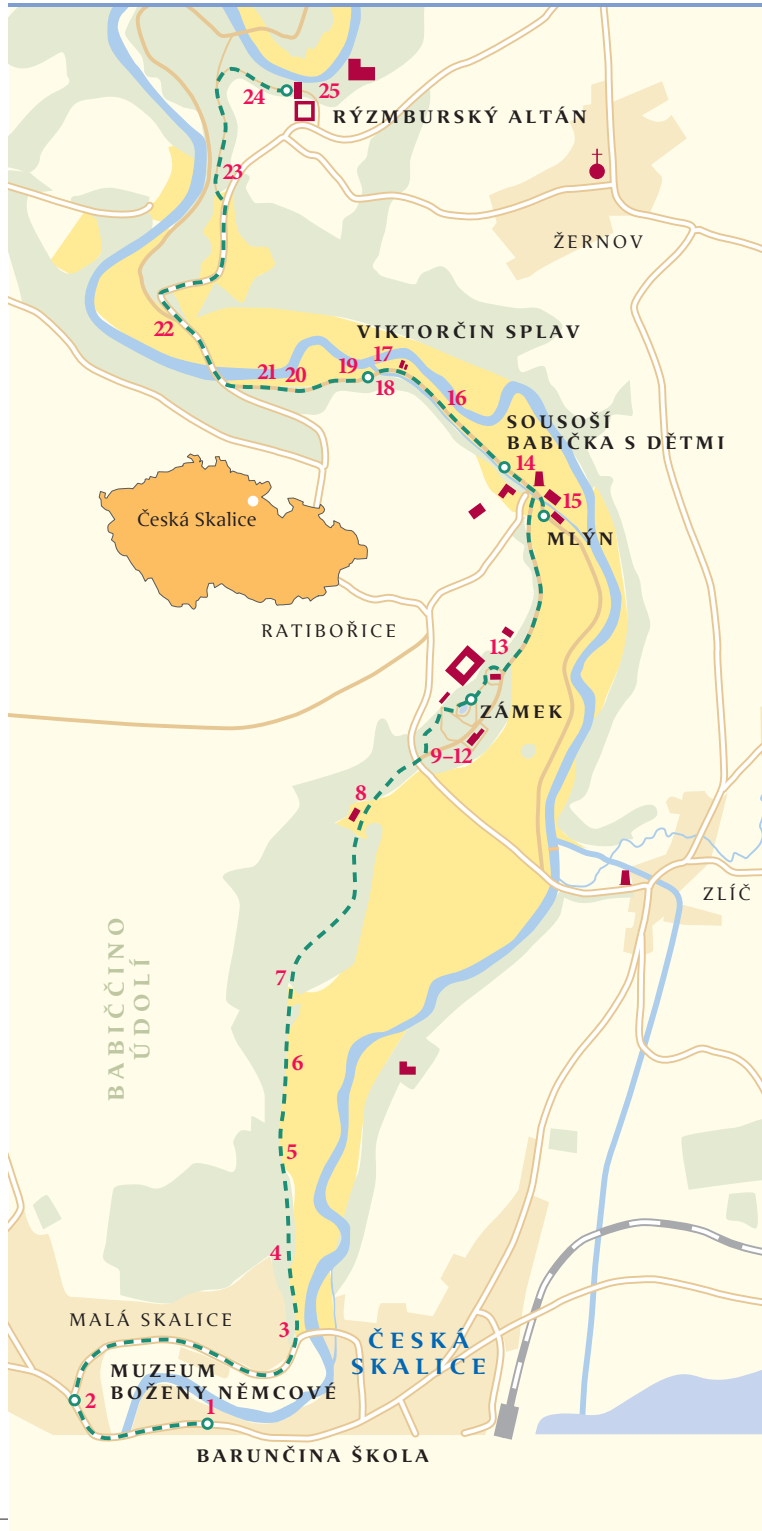 24
25
RÝZMBURSKÝ ALTÁN
23
ŽERNOV
22
VIKTORČIN SPLAV
17
19
18
21
20
16
SOUSOŠÍ
BABIČKA S DĚTMI
14
15
MLÝN
Česká Skalice
RATIBOŘICE
13
ZÁMEK
9–12
8
ZLÍČ
BABIČČINO
ÚDOLÍ
7
6
5
4
3
MALÁ SKALICE
ČESKÁ
SKALICE
MUZEUM
BOŽENY NĚMCOVÉ
2
1
BARUNČINA ŠKOLA